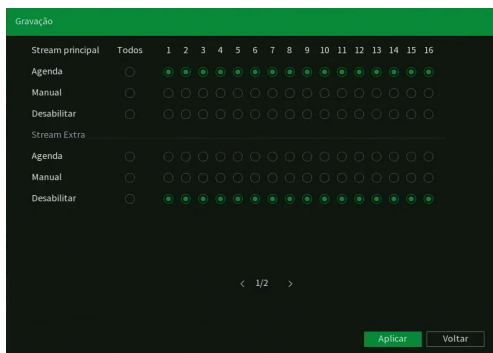 Gravação
Stream principal Todos 1 2 3 4 5 6 7 8 9 10 11 12 13 14 15 16
Agenda
Manual
Desabilitar
Stream Extra
Agenda
Manual
Desabilitar
< 1/2 >
Aplicar Voltar